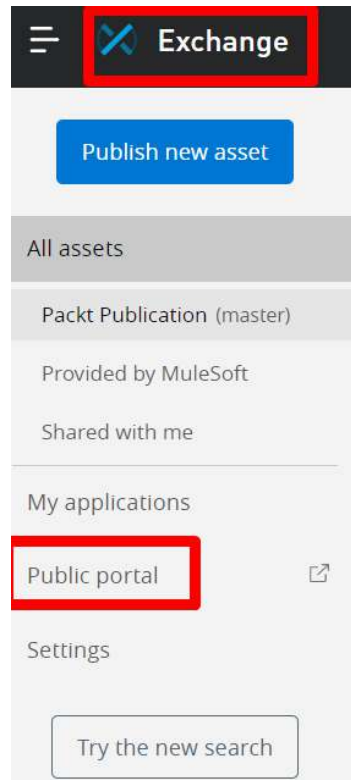 Exchange
Publish new asset
All assets
Packt Publication (master)
Provided by MuleSoft
Shared with me
My applications
Public portal
Settings
Try the new search